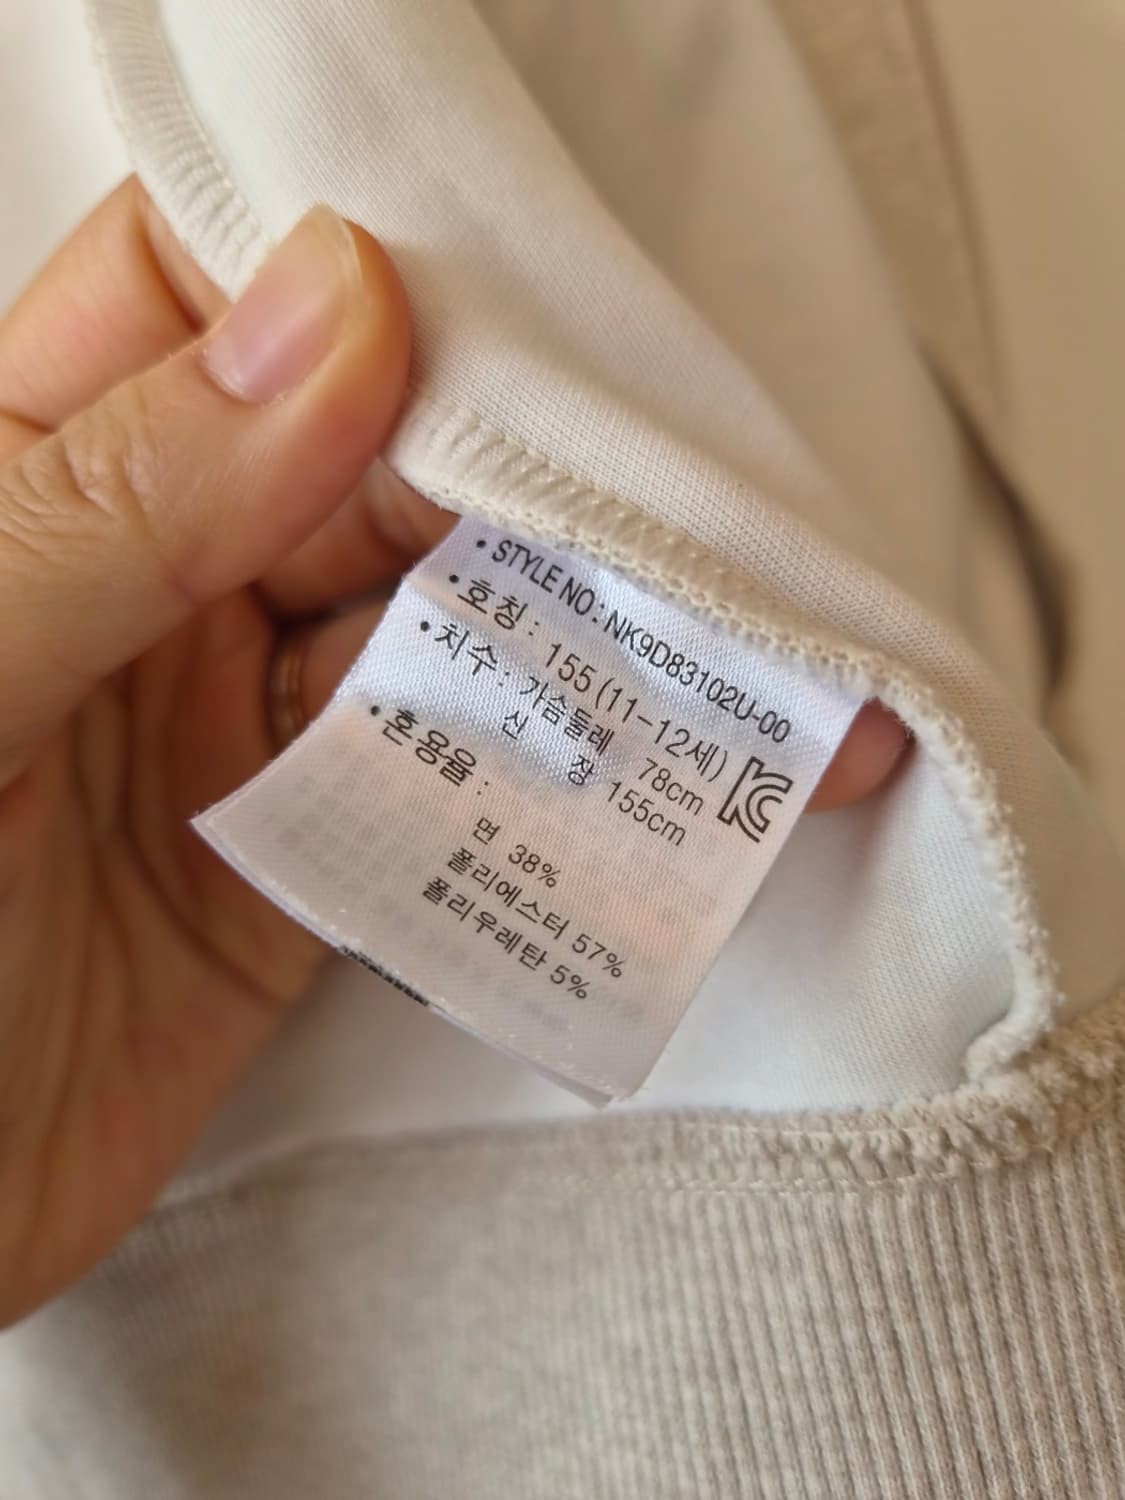 • STYLE NO : NK9D83102U-00
• 호칭 : 155 (11-12세)
• 치수 : 가슴둘레 78cm
신 장 155cm
KC
• 혼용율 :
면 38%
폴리에스터 57%
폴리우레탄 5%